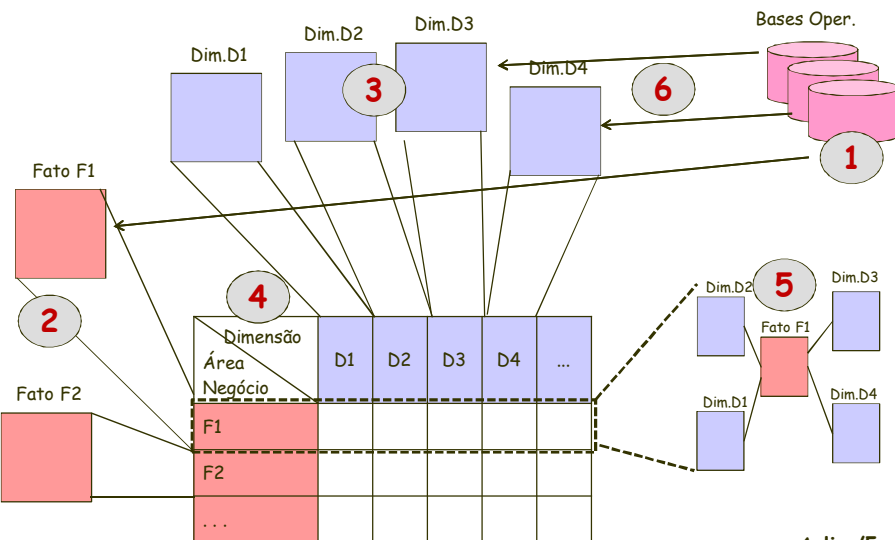 Bases Oper.
Dim.D3
Dim.D2
Dim.D1
Dim.D4
3
6
1
Fato F1
4
2
5
Dim.D2
Dim.D3
Fato F1
Dimensão
Área
Negócio
D1
D2
D3
D4
...
Fato F2
Dim.D1
Dim.D4
F1
F2
. . .